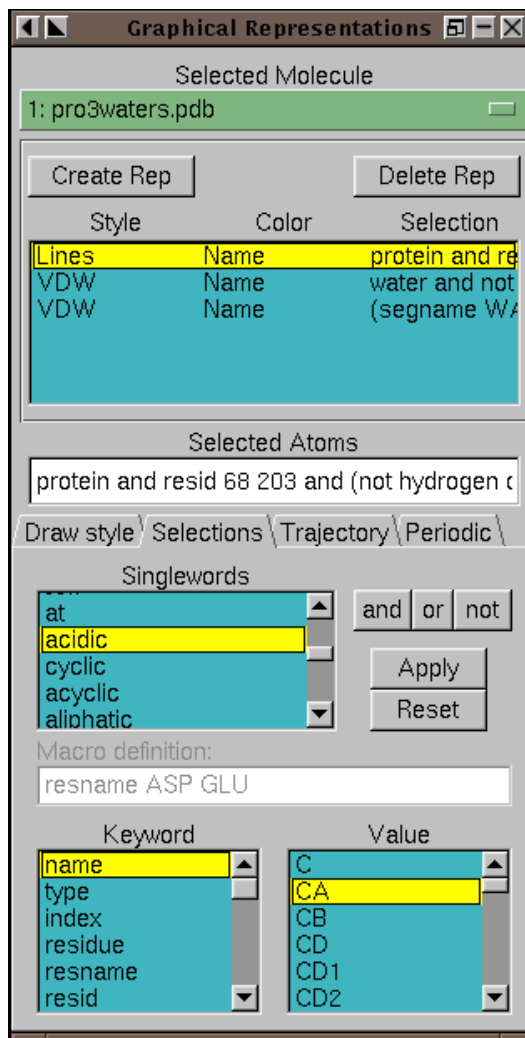 Graphical Representations
Selected Molecule
1: pro3waters.pdb
Create Rep Delete Rep
Style Color Selection
Lines Name protein and re
VDW Name water and not
VDW Name (segname WA
Selected Atoms
protein and resid 68 203 and (not hydrogen o
Draw style Selections Trajectory Periodic
Singlewords
at
acidic
cyclic
acyclic
aliphatic
and or not
Apply
Reset
Macro definition:
resname ASP GLU
Keyword Value
name C
type CA
index CB
residue CD
resname CD1
resid CD2